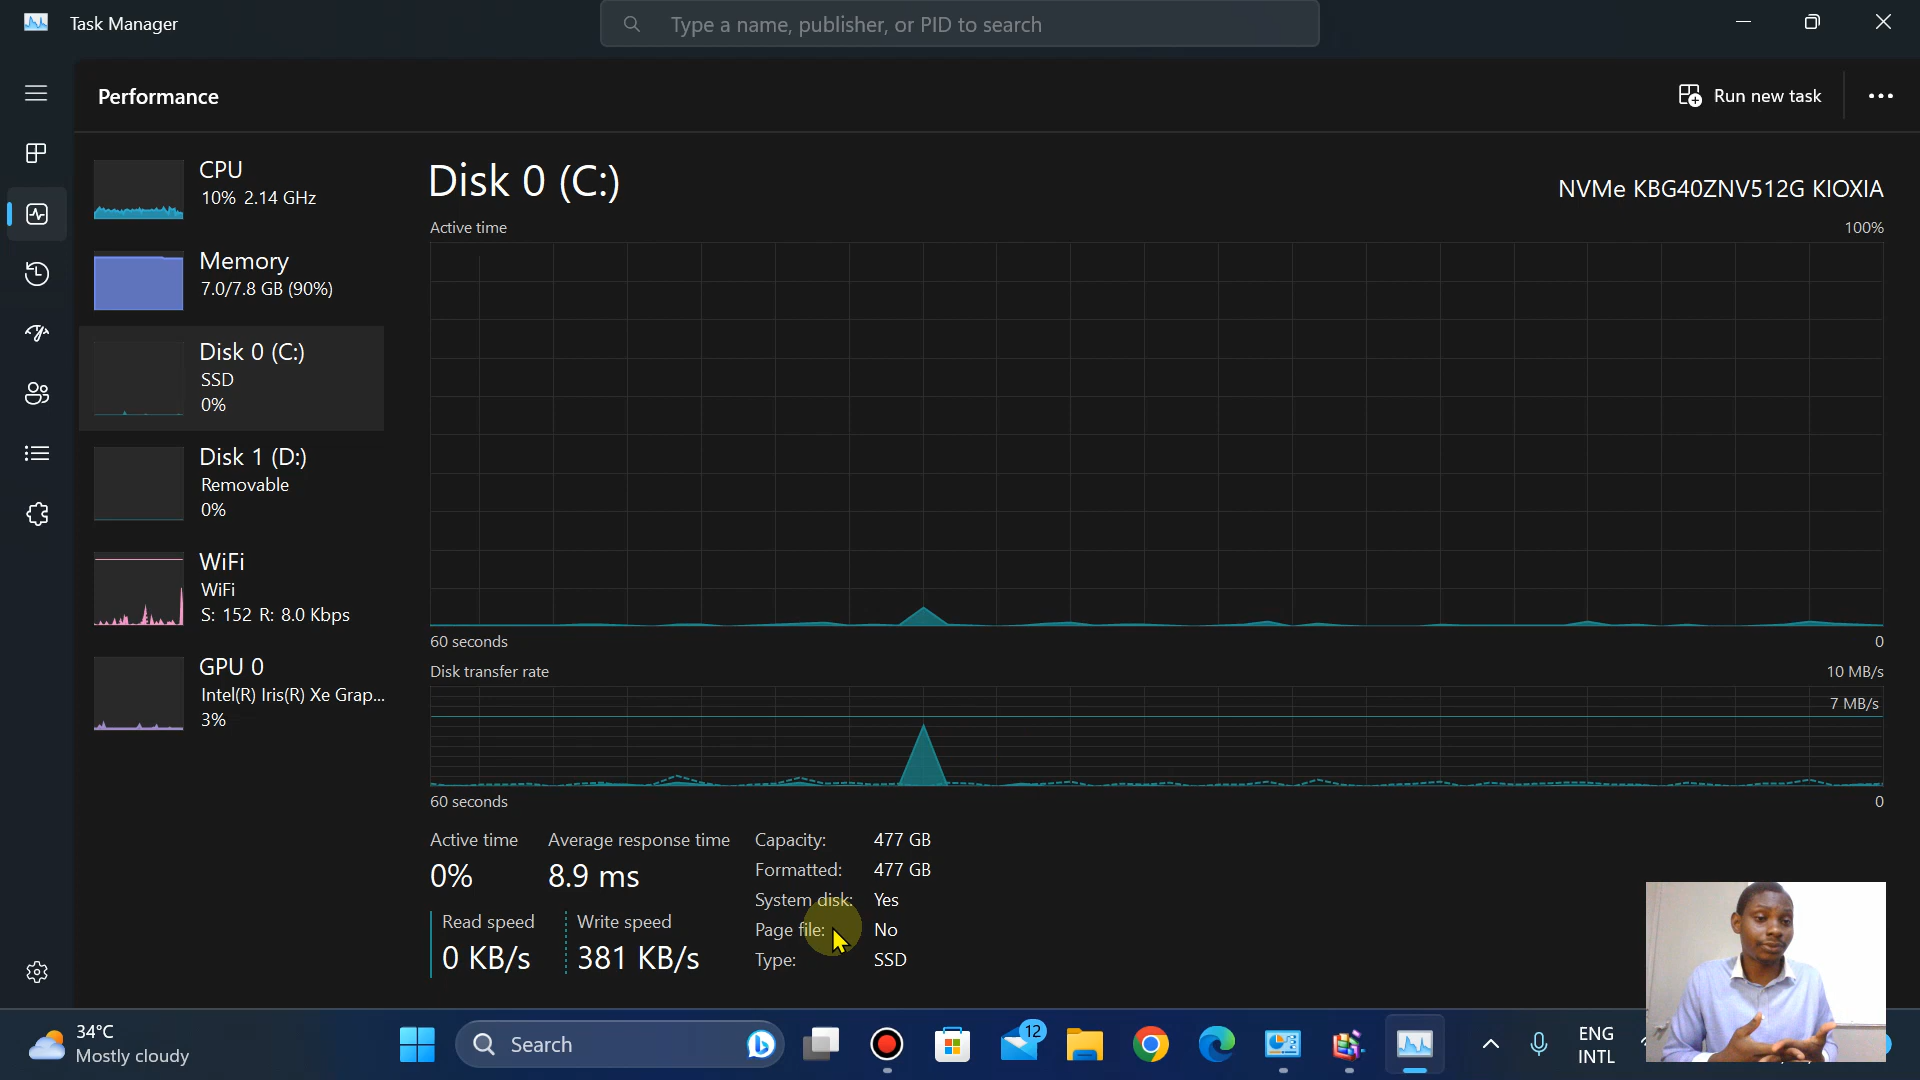 Task Manager
Type a name, publisher, or PID to search
Performance
Run new task
CPU
10% 2.14 GHz
Memory
7.0/7.8 GB (90%)
Disk 0 (C:)
SSD
0%
Disk 1 (D:)
Removable
0%
WiFi
WiFi
S: 152 R: 8.0 Kbps
GPU 0
Intel(R) Iris(R) Xe Grap...
3%
Disk 0 (C:)
NVMe KBG40ZNV512G KIOXIA
Active time 100%
60 seconds 0
Disk transfer rate 10 MB/s
7 MB/s
60 seconds 0
Active time
0%
Average response time
8.9 ms
Read speed
0 KB/s
Write speed
381 KB/s
Capacity: 477 GB
Formatted: 477 GB
System disk: Yes
Page file: No
Type: SSD
34°C
Mostly cloudy
Search
12
ENG
INTL